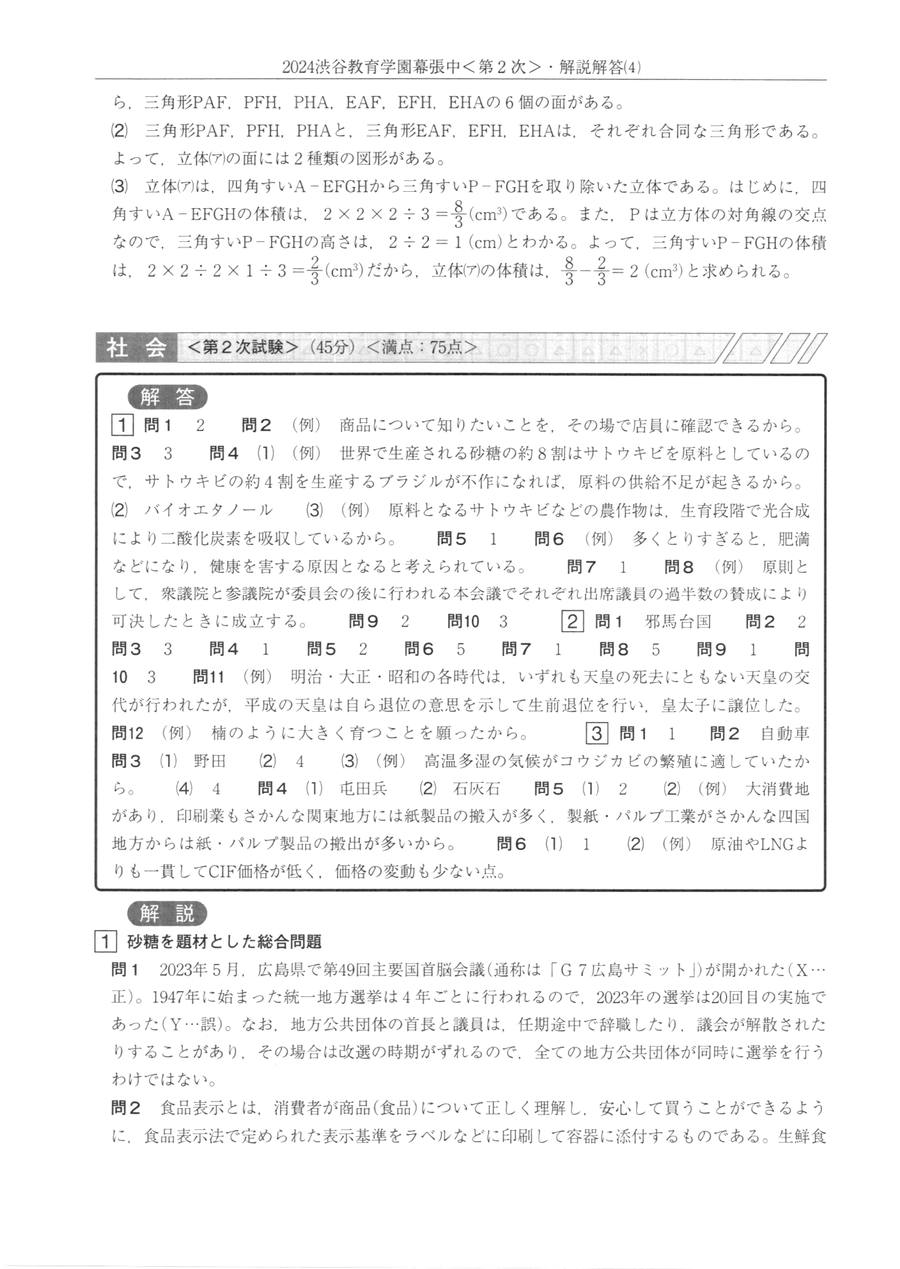 2024渋谷教育学園幕張中＜第２次＞・解説解答⑷
ら，三角形PAF，PFH，PHA，EAF，EFH，EHAの６個の面がある。
⑵　三角形PAF，PFH，PHAと，三角形EAF，EFH，EHAは，それぞれ合同な三角形である。
よって，立体㋐の面には２種類の図形がある。
⑶　立体㋐は，四角すいA－EFGHから三角すいP－FGHを取り除いた立体である。はじめに，四
角すいA－EFGHの体積は，２×２×２÷３＝8/3(cm³)である。また，Ｐは立方体の対角線の交点
なので，三角すいP－FGHの高さは，２÷２＝１(cm)とわかる。よって，三角すいP－FGHの体積
は，２×２÷２×１÷３＝2/3(cm³)だから，立体㋐の体積は，8/3－2/3＝２(cm³)と求められる。
社会　＜第２次試験＞（45分）＜満点：75点＞
解答
1 問１　２　　問２　（例）　商品について知りたいことを，その場で店員に確認できるから。
問３　３　　問４　⑴　（例）　世界で生産される砂糖の約８割はサトウキビを原料としているの
で，サトウキビの約４割を生産するブラジルが不作になれば，原料の供給不足が起きるから。
⑵　バイオエタノール　　⑶　（例）　原料となるサトウキビなどの農作物は，生育段階で光合成
により二酸化炭素を吸収しているから。　　問５　１　　問６　（例）　多くとりすぎると，肥満
などになり，健康を害する原因となると考えられている。　　問７　１　　問８　（例）　原則と
して，衆議院と参議院が委員会の後に行われる本会議でそれぞれ出席議員の過半数の賛成により
可決したときに成立する。　　問９　２　　問10　３　　2 問１　邪馬台国　　問２　２
問３　３　　問４　１　　問５　２　　問６　５　　問７　１　　問８　５　　問９　１　　問
10　３　　問11　（例）　明治・大正・昭和の各時代は，いずれも天皇の死去にともない天皇の交
代が行われたが，平成の天皇は自ら退位の意思を示して生前退位を行い，皇太子に譲位した。
問12　（例）　楠のように大きく育つことを願ったから。　　3 問１　１　　問２　自動車
問３　⑴　野田　　⑵　４　　⑶　（例）　高温多湿の気候がコウジカビの繁殖に適していたか
ら。　　⑷　４　　問４　⑴　屯田兵　　⑵　石灰石　　問５　⑴　２　　⑵　（例）　大消費地
があり，印刷業もさかんな関東地方には紙製品の搬入が多く，製紙・パルプ工業がさかんな四国
地方からは紙・パルプ製品の搬出が多いから。　　問６　⑴　１　　⑵　（例）　原油やLNGよ
りも一貫してCIF価格が低く，価格の変動も少ない点。
解説
1 砂糖を題材とした総合問題
問１　2023年５月，広島県で第49回主要国首脳会議(通称は「Ｇ７広島サミット」)が開かれた(Ｘ…
正)。1947年に始まった統一地方選挙は４年ごとに行われるので，2023年の選挙は20回目の実施で
あった(Ｙ…誤)。なお，地方公共団体の首長と議員は，任期途中で辞職したり，議会が解散された
りすることがあり，その場合は改選の時期がずれるので，全ての地方公共団体が同時に選挙を行う
わけではない。
問２　食品表示とは，消費者が商品(食品)について正しく理解し，安心して買うことができるよう
に，食品表示法で定められた表示基準をラベルなどに印刷して容器に添付するものである。生鮮食